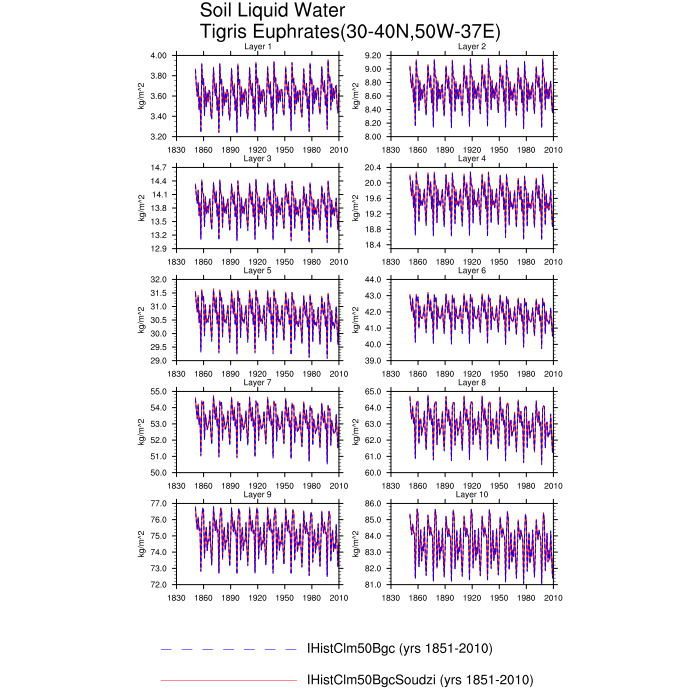 Soil Liquid Water
Tigris Euphrates(30-40N,50W-37E)
Layer 1
Layer 2
4.00
3.80
3.60
3.40
3.20
kg/m^2
1830 1860 1890 1920 1950 1980 2010
9.20
9.00
8.80
8.60
8.40
8.20
8.00
kg/m^2
1830 1860 1890 1920 1950 1980 2010
Layer 3
Layer 4
14.7
14.4
14.1
13.8
13.5
13.2
12.9
kg/m^2
1830 1860 1890 1920 1950 1980 2010
20.4
20.0
19.6
19.2
18.8
18.4
kg/m^2
1830 1860 1890 1920 1950 1980 2010
Layer 5
Layer 6
32.0
31.5
31.0
30.5
30.0
29.5
29.0
kg/m^2
1830 1860 1890 1920 1950 1980 2010
44.0
43.0
42.0
41.0
40.0
39.0
kg/m^2
1830 1860 1890 1920 1950 1980 2010
Layer 7
Layer 8
55.0
54.0
53.0
52.0
51.0
50.0
kg/m^2
1830 1860 1890 1920 1950 1980 2010
65.0
64.0
63.0
62.0
61.0
60.0
kg/m^2
1830 1860 1890 1920 1950 1980 2010
Layer 9
Layer 10
77.0
76.0
75.0
74.0
73.0
72.0
kg/m^2
1830 1860 1890 1920 1950 1980 2010
86.0
85.0
84.0
83.0
82.0
81.0
kg/m^2
1830 1860 1890 1920 1950 1980 2010
IHistClm50Bgc (yrs 1851-2010)
IHistClm50BgcSoudzi (yrs 1851-2010)